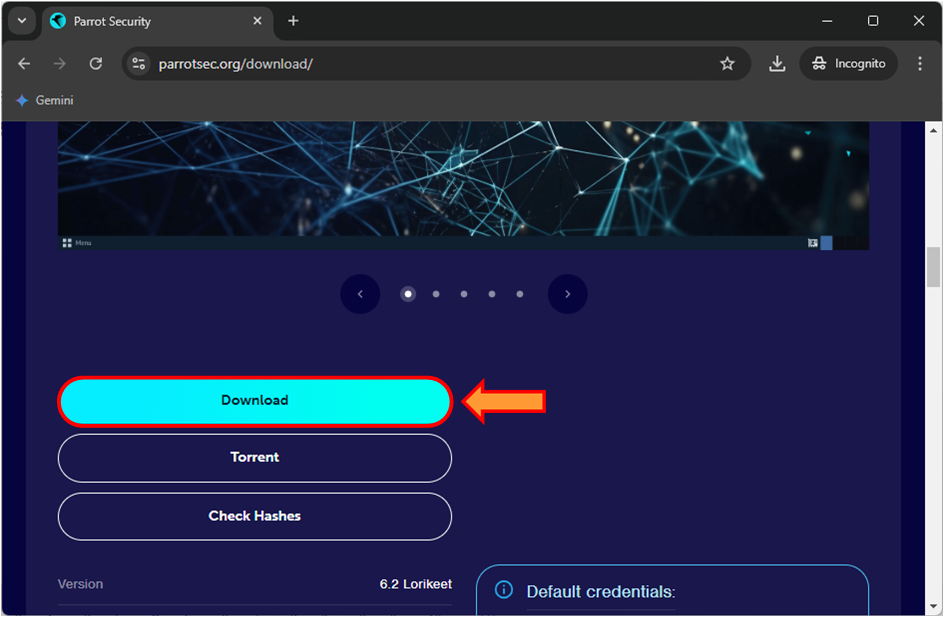 Parrot Security
parrotsec.org/download/
Incognito
Gemini
Menu
Download
Torrent
Check Hashes
Version 6.2 Lorikeet
Default credentials: